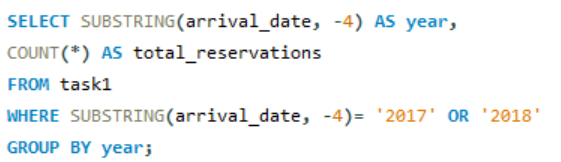 SELECT SUBSTRING(arrival_date, -4) AS year,
COUNT(*) AS total_reservations
FROM task1
WHERE SUBSTRING(arrival_date, -4)= '2017' OR '2018'
GROUP BY year;